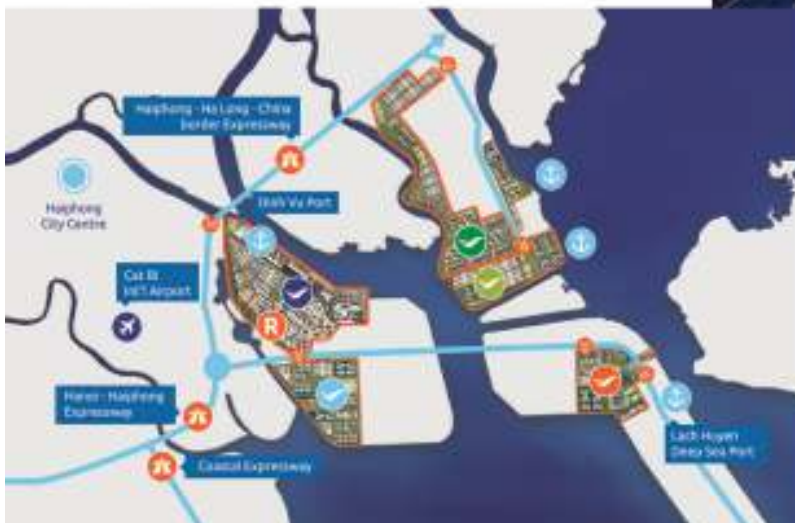 Haiphong - Ha Long - China
border Expressway
Dinh Vu Port
Haiphong
City Centre
Cat Bi
Int'l Airport
R
Hanoi - Haiphong
Expressway
Coastal Expressway
Lach Huyen
Deep Sea Port